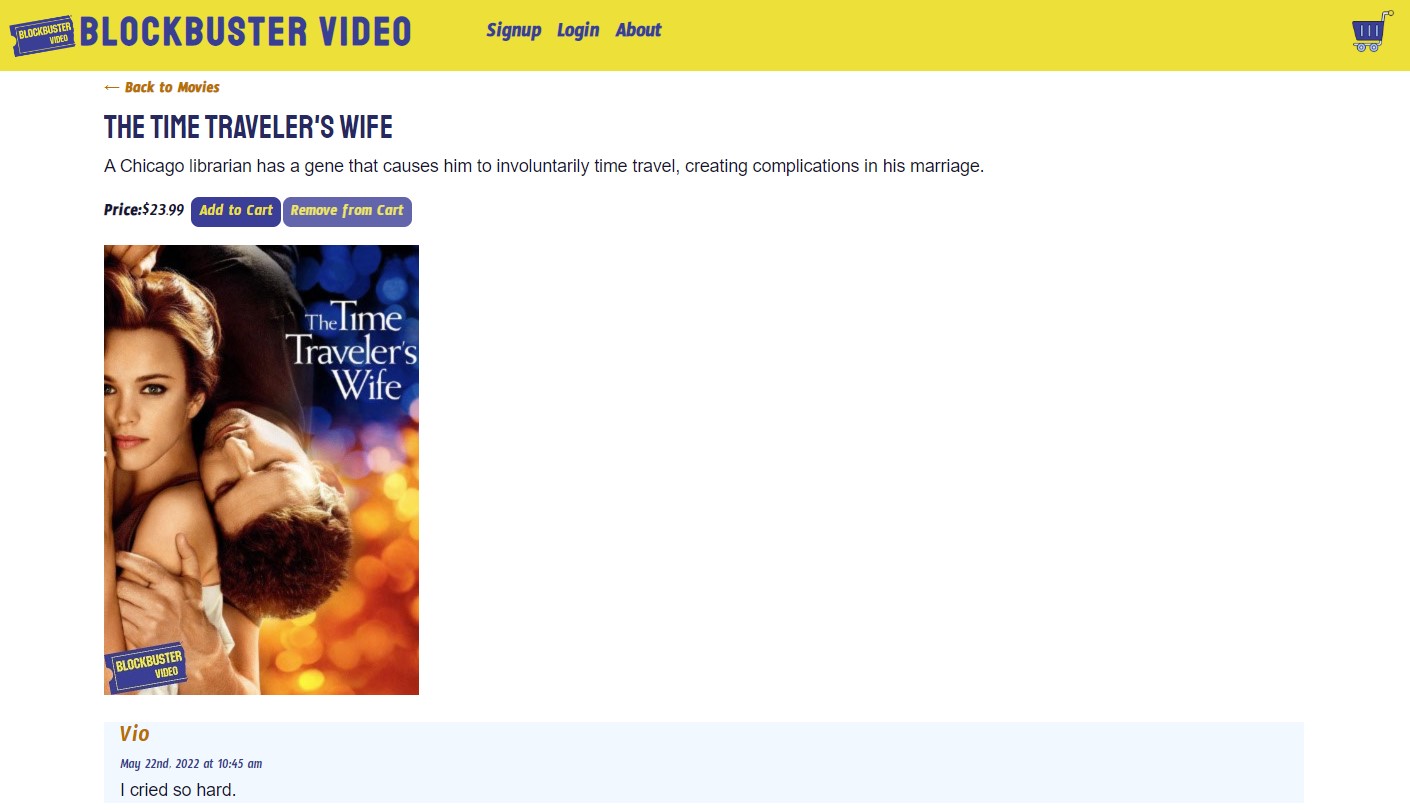 BLOCKBUSTER
VIDEO
BLOCKBUSTER VIDEO
Signup Login About
← Back to Movies
THE TIME TRAVELER'S WIFE
A Chicago librarian has a gene that causes him to involuntarily time travel, creating complications in his marriage.
Price:$23.99 Add to Cart Remove from Cart
The Time
Traveler's
Wife
BLOCKBUSTER
VIDEO
Vio
May 22nd, 2022 at 10:45 am
I cried so hard.